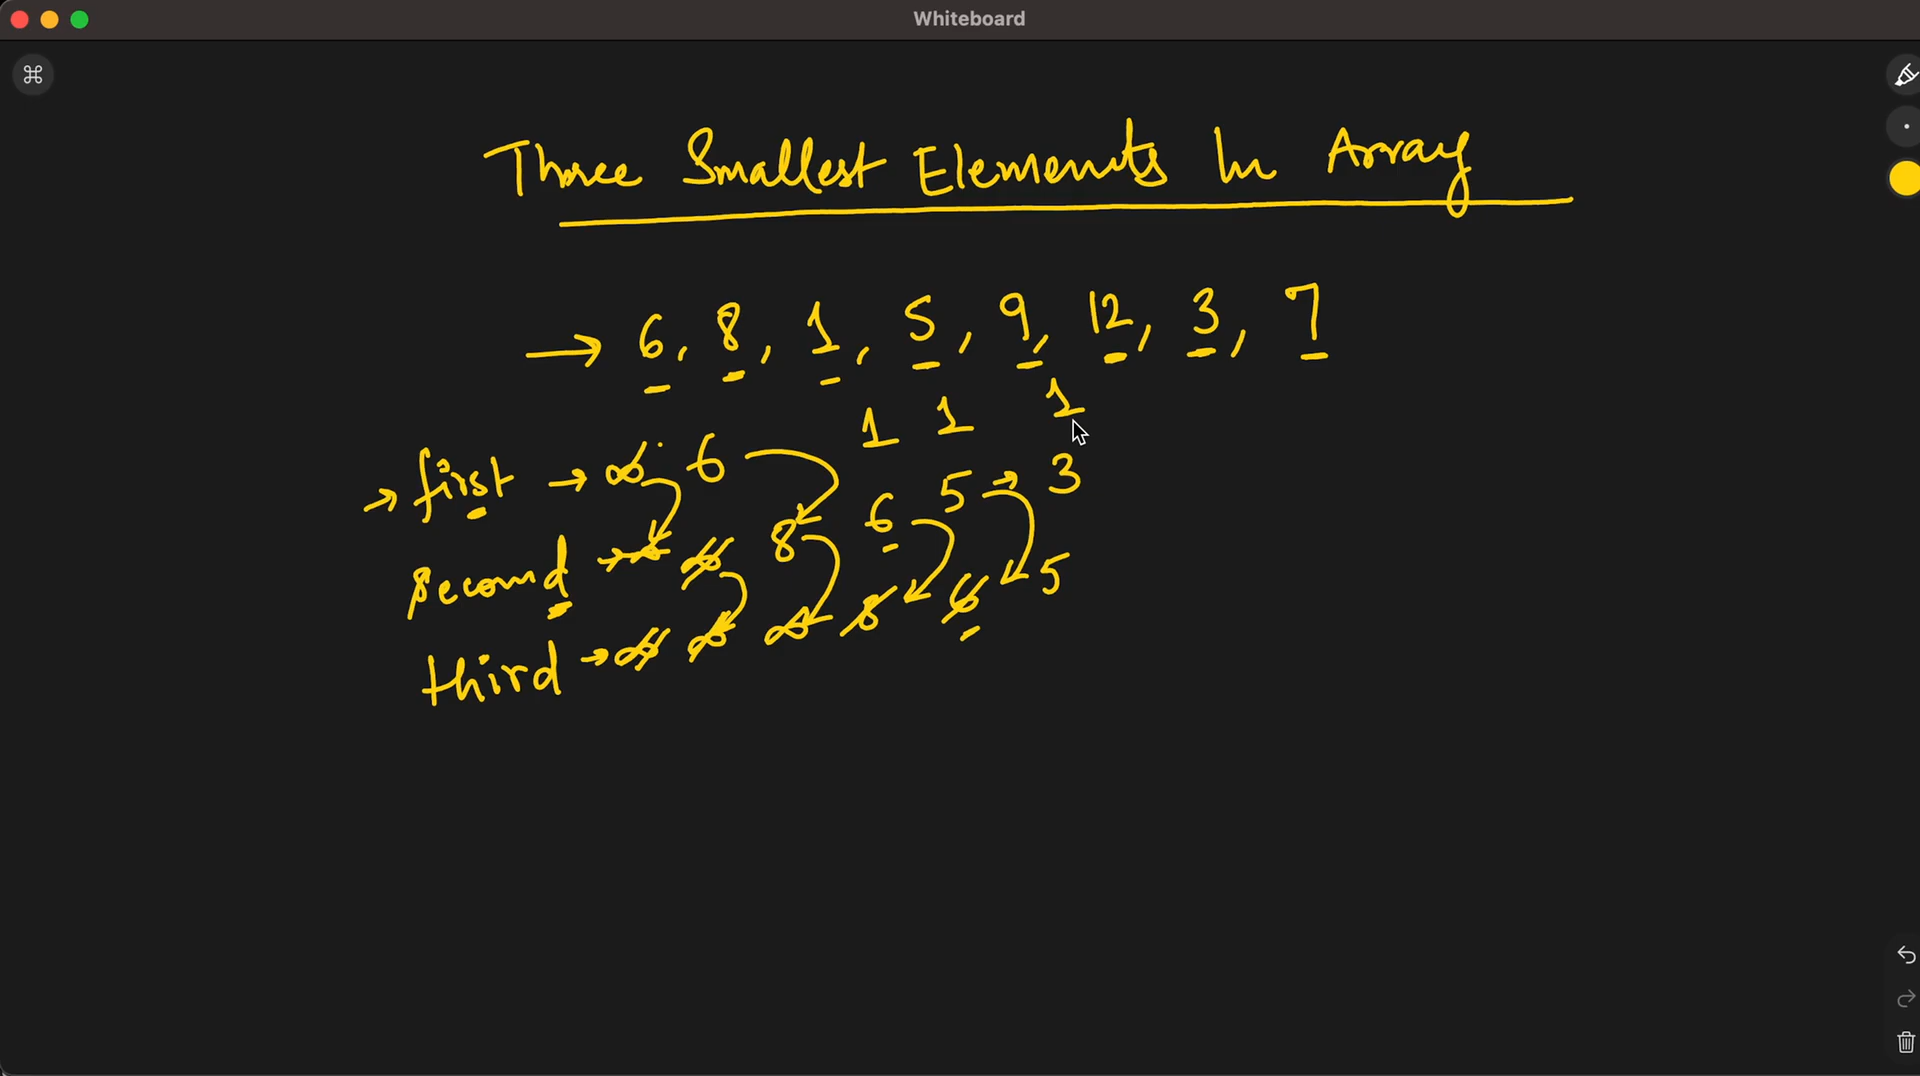 Whiteboard
Three Smallest Elements In Array
→ 6, 8, 1, 5, 9, 12, 3, 7
1 1 1
→ first → ∞ 6 5 → 3
second → ∞ ∞ 8 6 5
third → ∞ ∞ ∞ 8 6